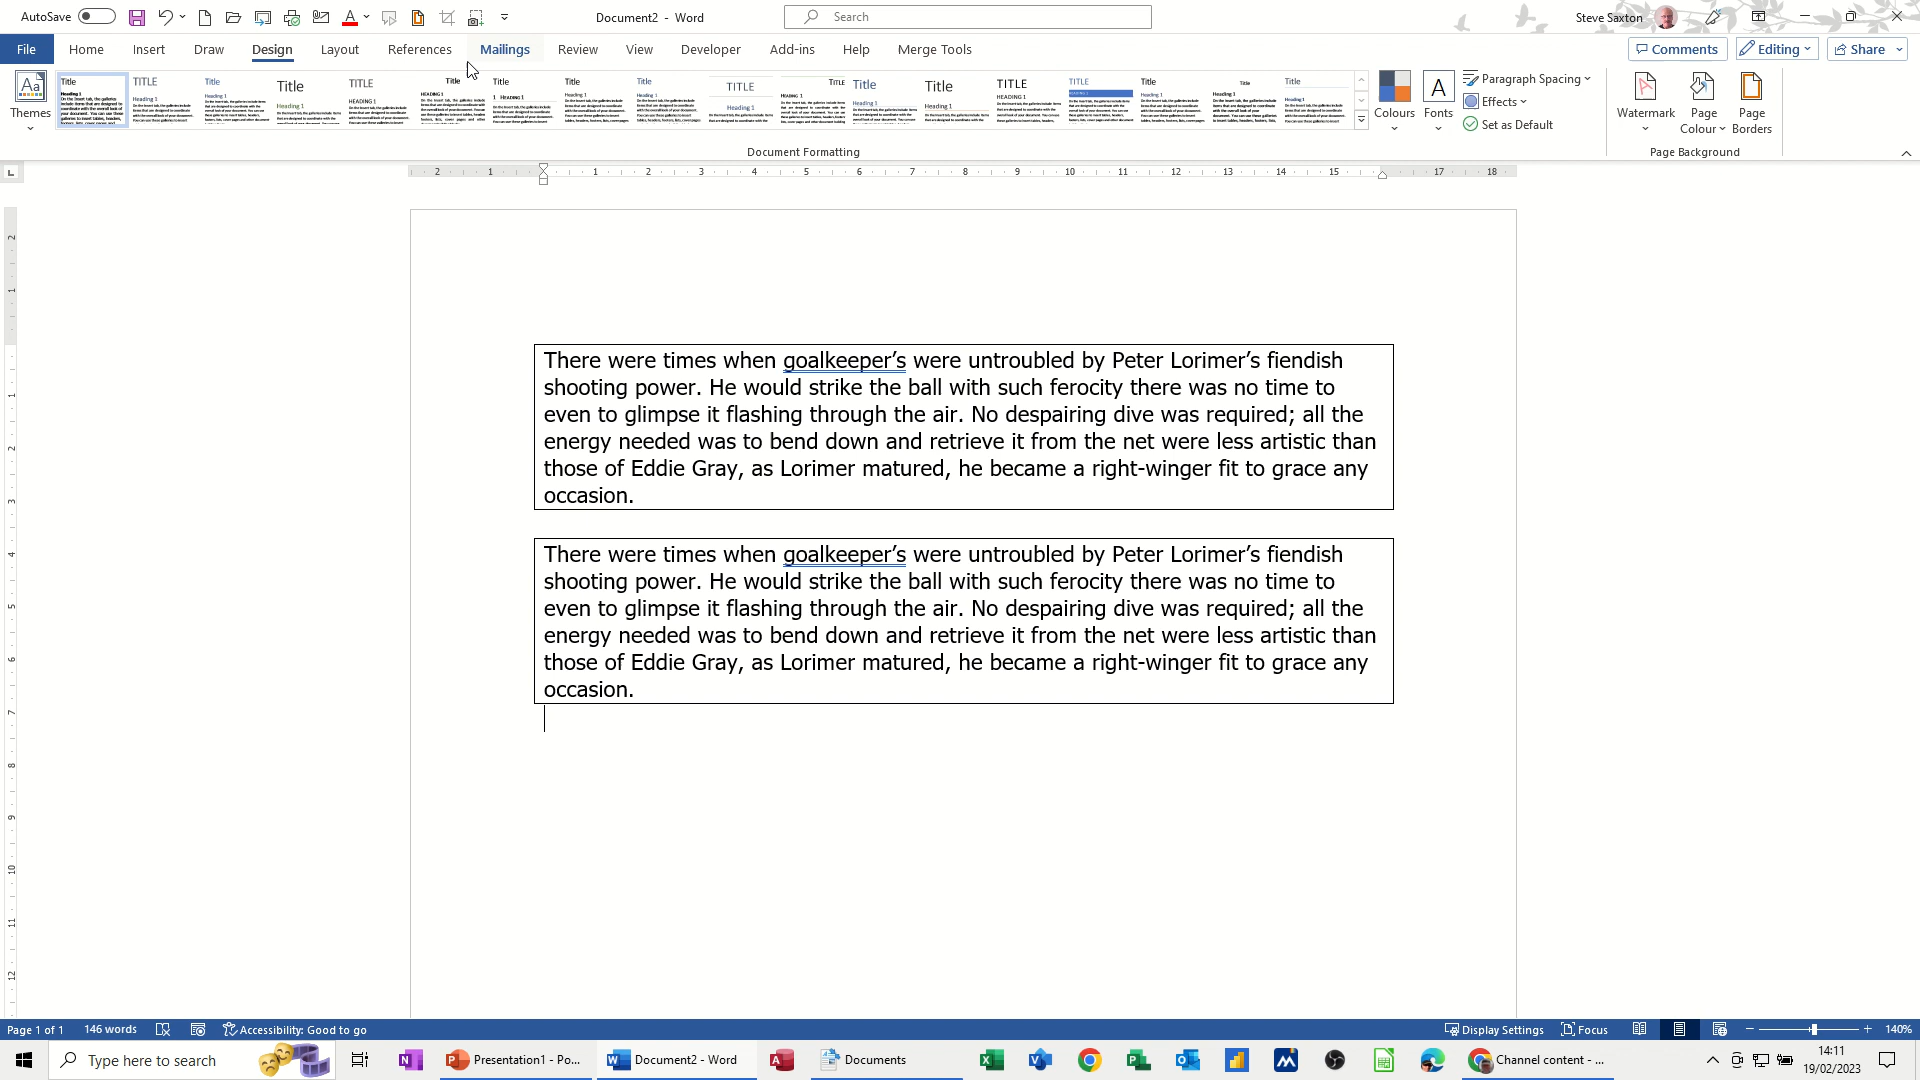 AutoSave
Document2 - Word
Search
Steve Saxton
File Home Insert Draw Design Layout References Mailings Review View Developer Add-ins Help Merge Tools
Comments Editing Share
Themes
Colours Fonts
Paragraph Spacing
Effects
Set as Default
Watermark
Page Colour
Page Borders
Document Formatting
Page Background
There were times when goalkeeper’s were untroubled by Peter Lorimer’s fiendish
shooting power. He would strike the ball with such ferocity there was no time to
even to glimpse it flashing through the air. No despairing dive was required; all the
energy needed was to bend down and retrieve it from the net were less artistic than
those of Eddie Gray, as Lorimer matured, he became a right-winger fit to grace any
occasion.
There were times when goalkeeper’s were untroubled by Peter Lorimer’s fiendish
shooting power. He would strike the ball with such ferocity there was no time to
even to glimpse it flashing through the air. No despairing dive was required; all the
energy needed was to bend down and retrieve it from the net were less artistic than
those of Eddie Gray, as Lorimer matured, he became a right-winger fit to grace any
occasion.
Page 1 of 1 146 words Accessibility: Good to go
Display Settings Focus 140%
Type here to search
Presentation1 - Po...
Document2 - Word
Documents
Channel content - ...
14:11
19/02/2023